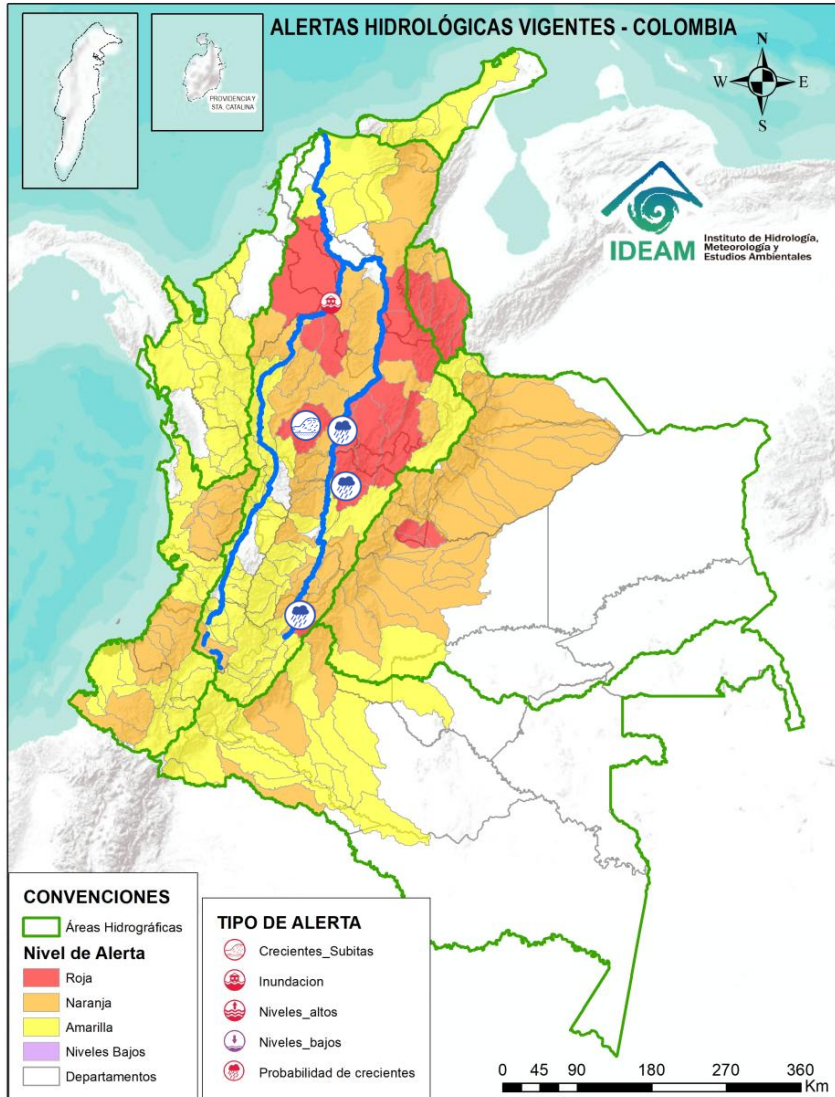 ALERTAS HIDROLÓGICAS VIGENTES - COLOMBIA
PROVIDENCIA Y
STA. CATALINA
N
W
E
S
IDEAM
Instituto de Hidrología,
Meteorología y
Estudios Ambientales
CONVENCIONES
Áreas Hidrográficas
Nivel de Alerta
Roja
Naranja
Amarilla
Niveles Bajos
Departamentos
TIPO DE ALERTA
Crecientes_Subitas
Inundacion
Niveles_altos
Niveles_bajos
Probabilidad de crecientes
0 45 90 180 270 360
Km